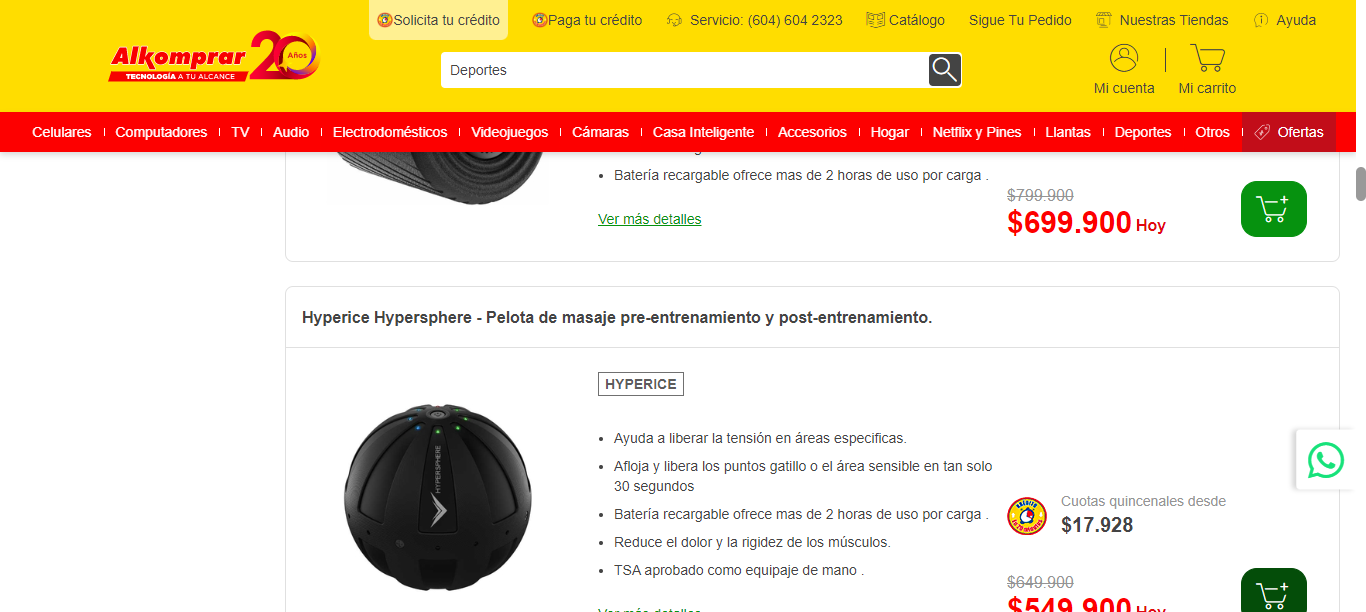 Solicita tu crédito
Paga tu crédito
Servicio: (604) 604 2323
Catálogo
Sigue Tu Pedido
Nuestras Tiendas
Ayuda
Alkomprar 20 Años
TECNOLOGÍA A TU ALCANCE
Deportes
Mi cuenta
Mi carrito
Celulares
Computadores
TV
Audio
Electrodomésticos
Videojuegos
Cámaras
Casa Inteligente
Accesorios
Hogar
Netflix y Pines
Llantas
Deportes
Otros
Ofertas
Batería recargable ofrece mas de 2 horas de uso por carga .
Ver más detalles
$799.900
$699.900 Hoy
Hyperice Hypersphere - Pelota de masaje pre-entrenamiento y post-entrenamiento.
HYPERICE
HYPERSPHERE
Ayuda a liberar la tensión en áreas especificas.
Afloja y libera los puntos gatillo o el área sensible en tan solo
30 segundos
Batería recargable ofrece mas de 2 horas de uso por carga .
Reduce el dolor y la rigidez de los músculos.
TSA aprobado como equipaje de mano .
Ver más detalles
Cuotas quincenales desde
$17.928
$649.900
$549.900 Hoy